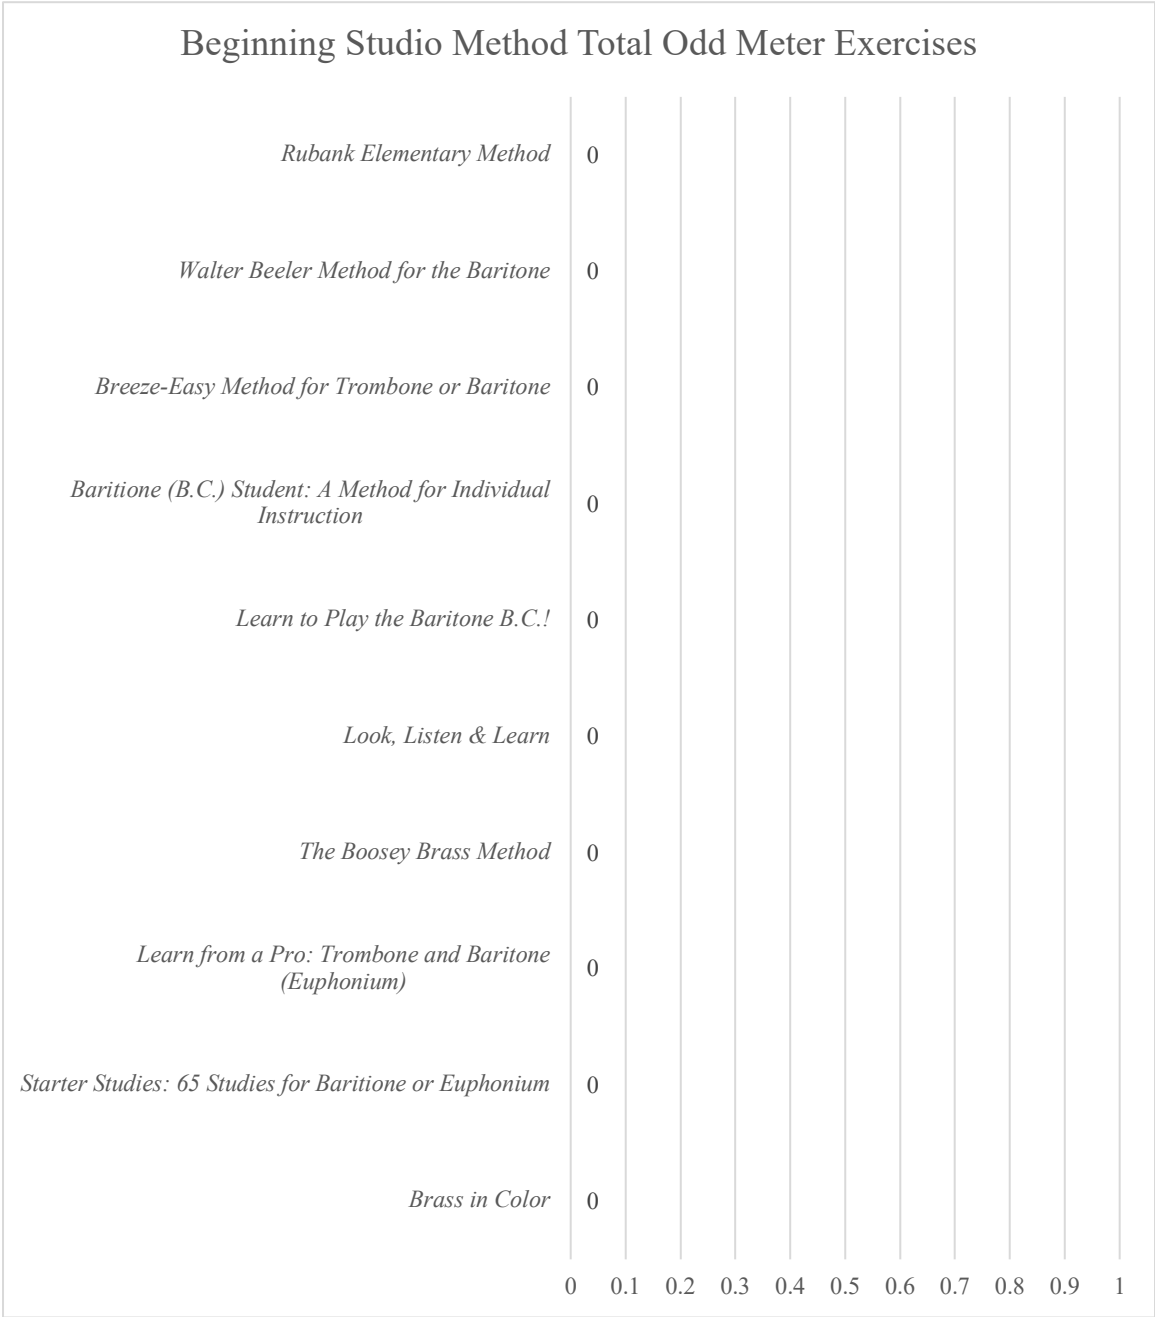 Beginning Studio Method Total Odd Meter Exercises
Rubank Elementary Method 0
Walter Beeler Method for the Baritone 0
Breeze-Easy Method for Trombone or Baritone 0
Baritione (B.C.) Student: A Method for Individual
Instruction 0
Learn to Play the Baritone B.C.! 0
Look, Listen & Learn 0
The Boosey Brass Method 0
Learn from a Pro: Trombone and Baritone
(Euphonium) 0
Starter Studies: 65 Studies for Baritione or Euphonium 0
Brass in Color 0
0 0.1 0.2 0.3 0.4 0.5 0.6 0.7 0.8 0.9 1